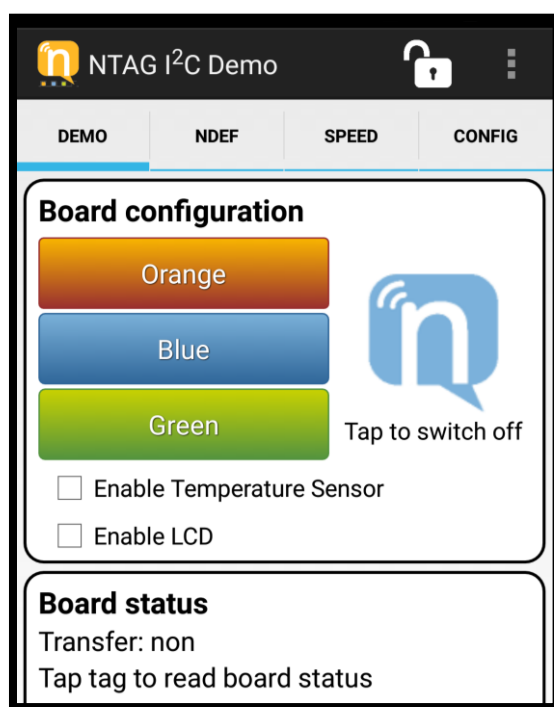 NTAG I²C Demo
DEMO NDEF SPEED CONFIG
Board configuration
Orange
Blue
Green
Tap to switch off
Enable Temperature Sensor
Enable LCD
Board status
Transfer: non
Tap tag to read board status